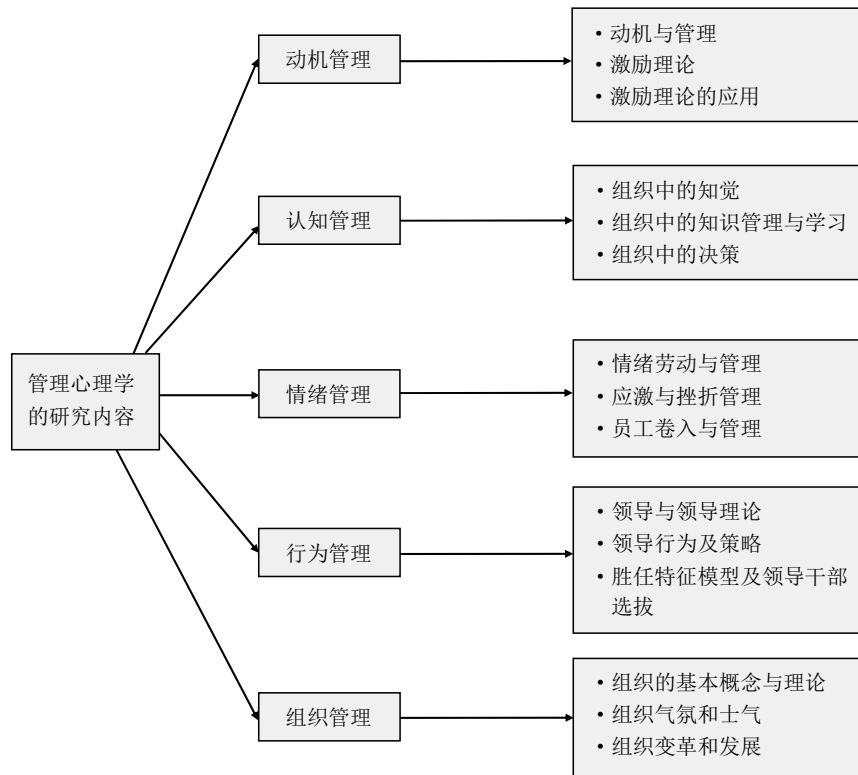 动机管理
· 动机与管理
· 激励理论
· 激励理论的应用
认知管理
· 组织中的知觉
· 组织中的知识管理与学习
· 组织中的决策
管理心理学
的研究内容
情绪管理
· 情绪劳动与管理
· 应激与挫折管理
· 员工卷入与管理
行为管理
· 领导与领导理论
· 领导行为及策略
· 胜任特征模型及领导干部
选拔
组织管理
· 组织的基本概念与理论
· 组织气氛和士气
· 组织变革和发展